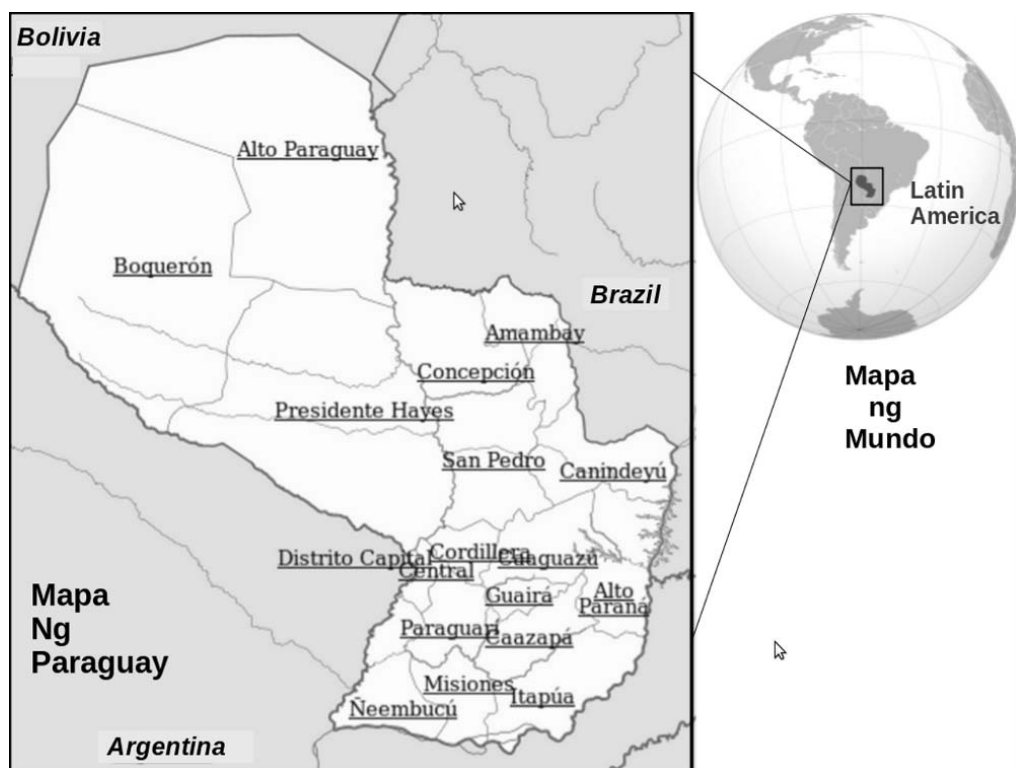 Bolivia
Alto Paraguay
Boquerón
Brazil
Amambay
Concepción
Presidente Hayes
San Pedro
Canindeyú
Distrito Capital
Cordillera
Caaguazú
Central
Guairá
Alto
Paraná
Paraguarí
Caazapá
Misiones
Itapúa
Ñeembucú
Mapa
Ng
Paraguay
Argentina
Latin
America
Mapa
ng
Mundo